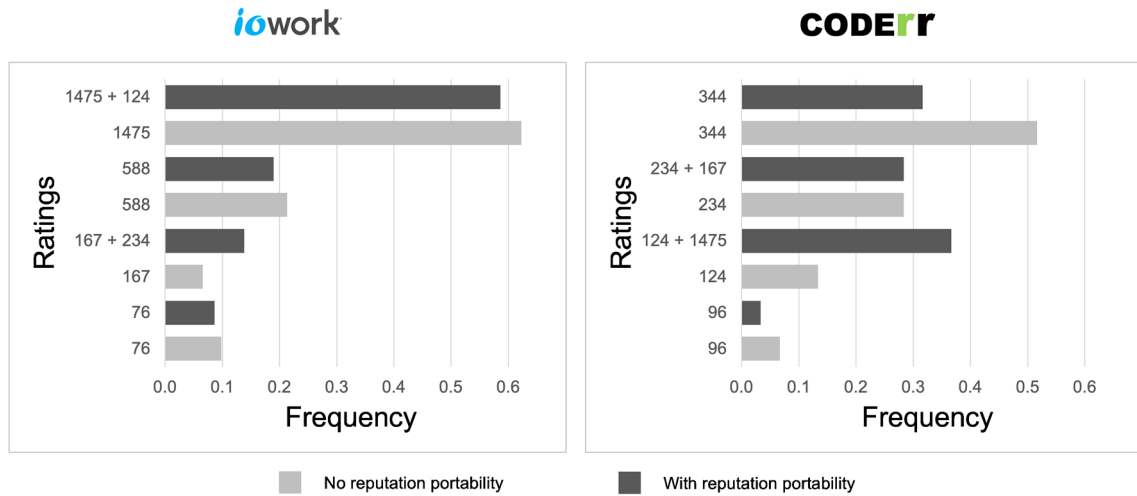 iowork
CODErr
1475 + 124
1475
588
588
167 + 234
167
76
76
Ratings
0.0 0.1 0.2 0.3 0.4 0.5 0.6
Frequency
344
344
234 + 167
234
124 + 1475
124
96
96
Ratings
0.0 0.1 0.2 0.3 0.4 0.5 0.6
Frequency
No reputation portability
With reputation portability